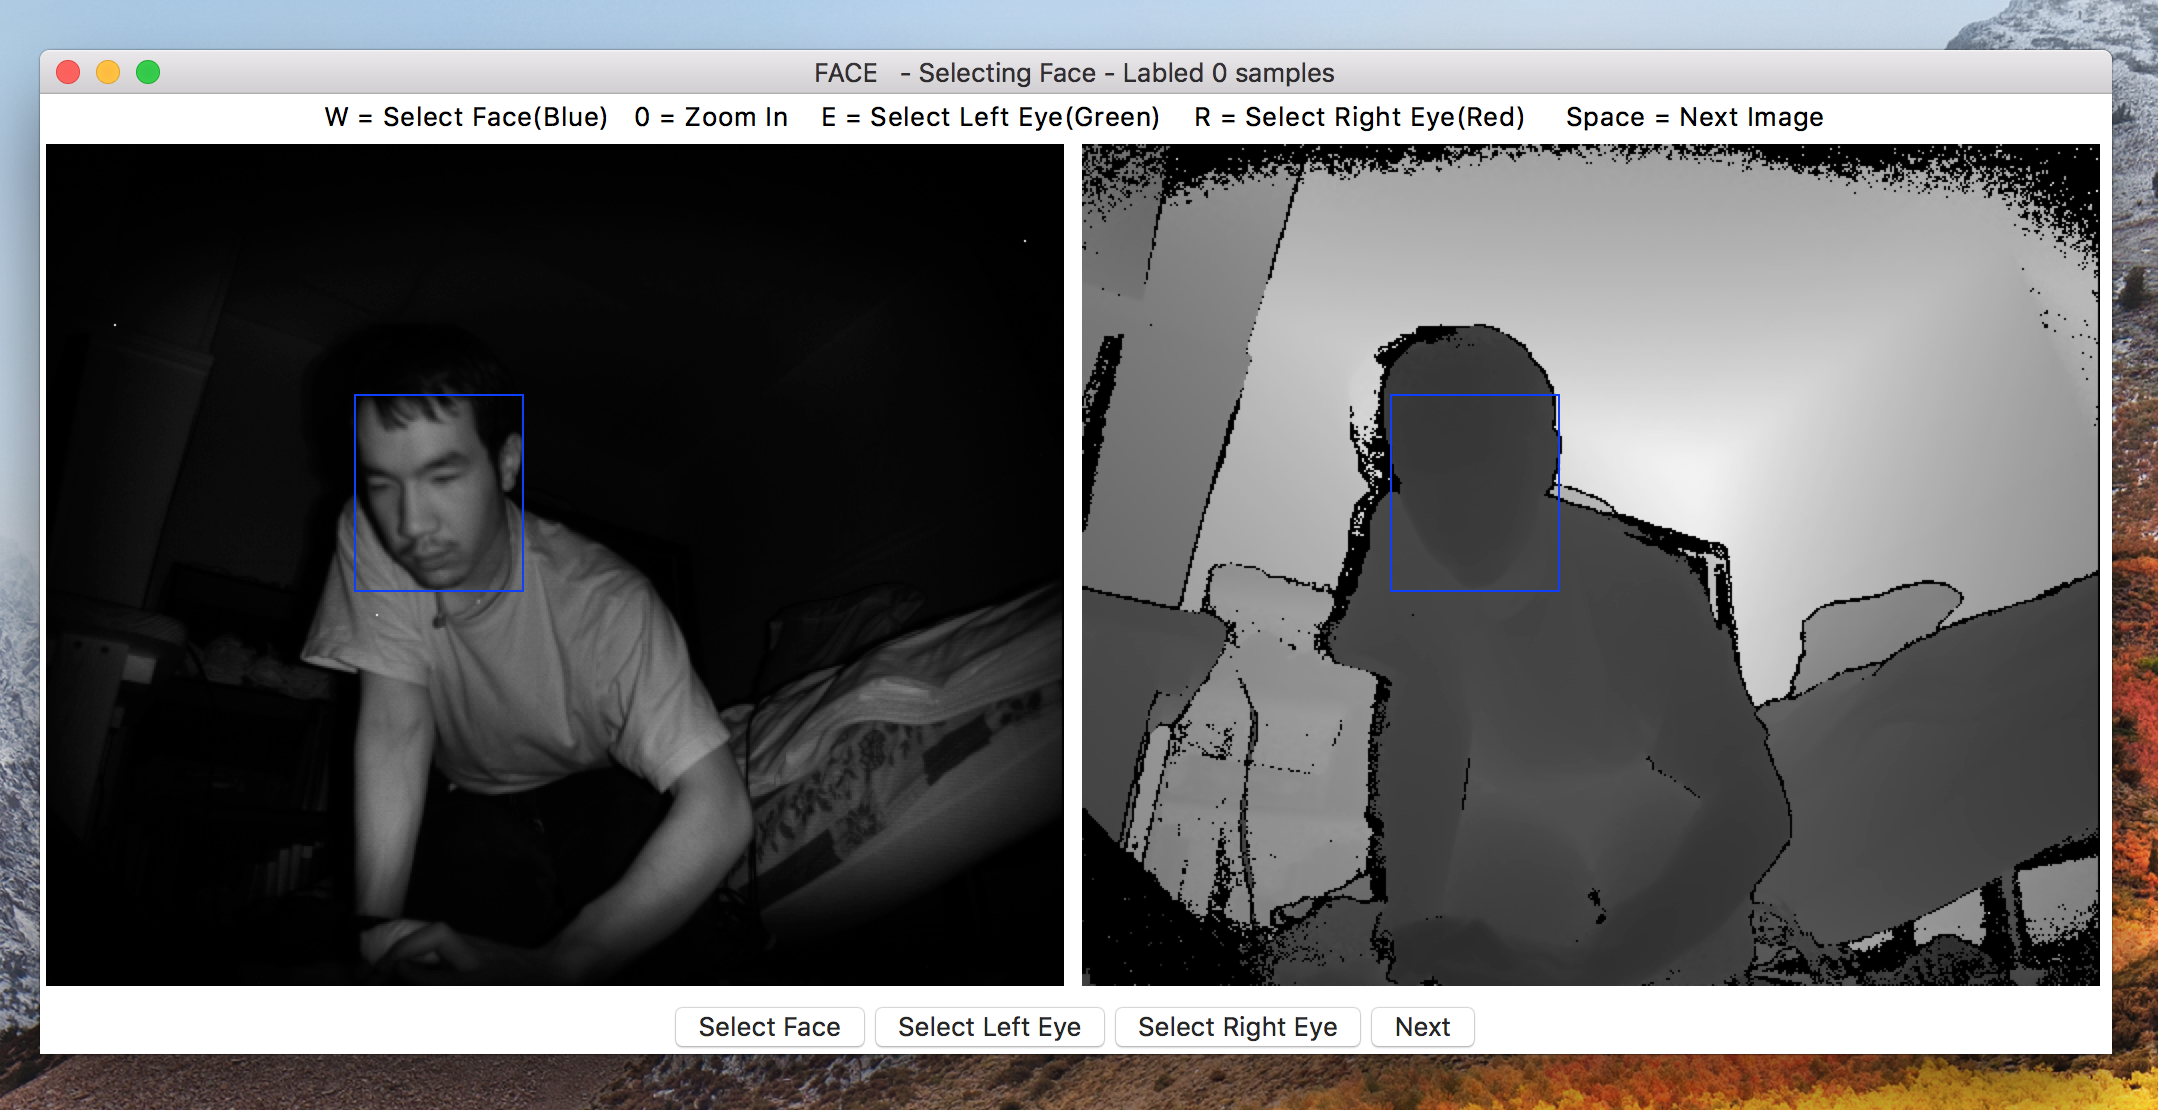 FACE - Selecting Face - Labled 0 samples
W = Select Face(Blue) 0 = Zoom In E = Select Left Eye(Green) R = Select Right Eye(Red) Space = Next Image
Select Face Select Left Eye Select Right Eye Next